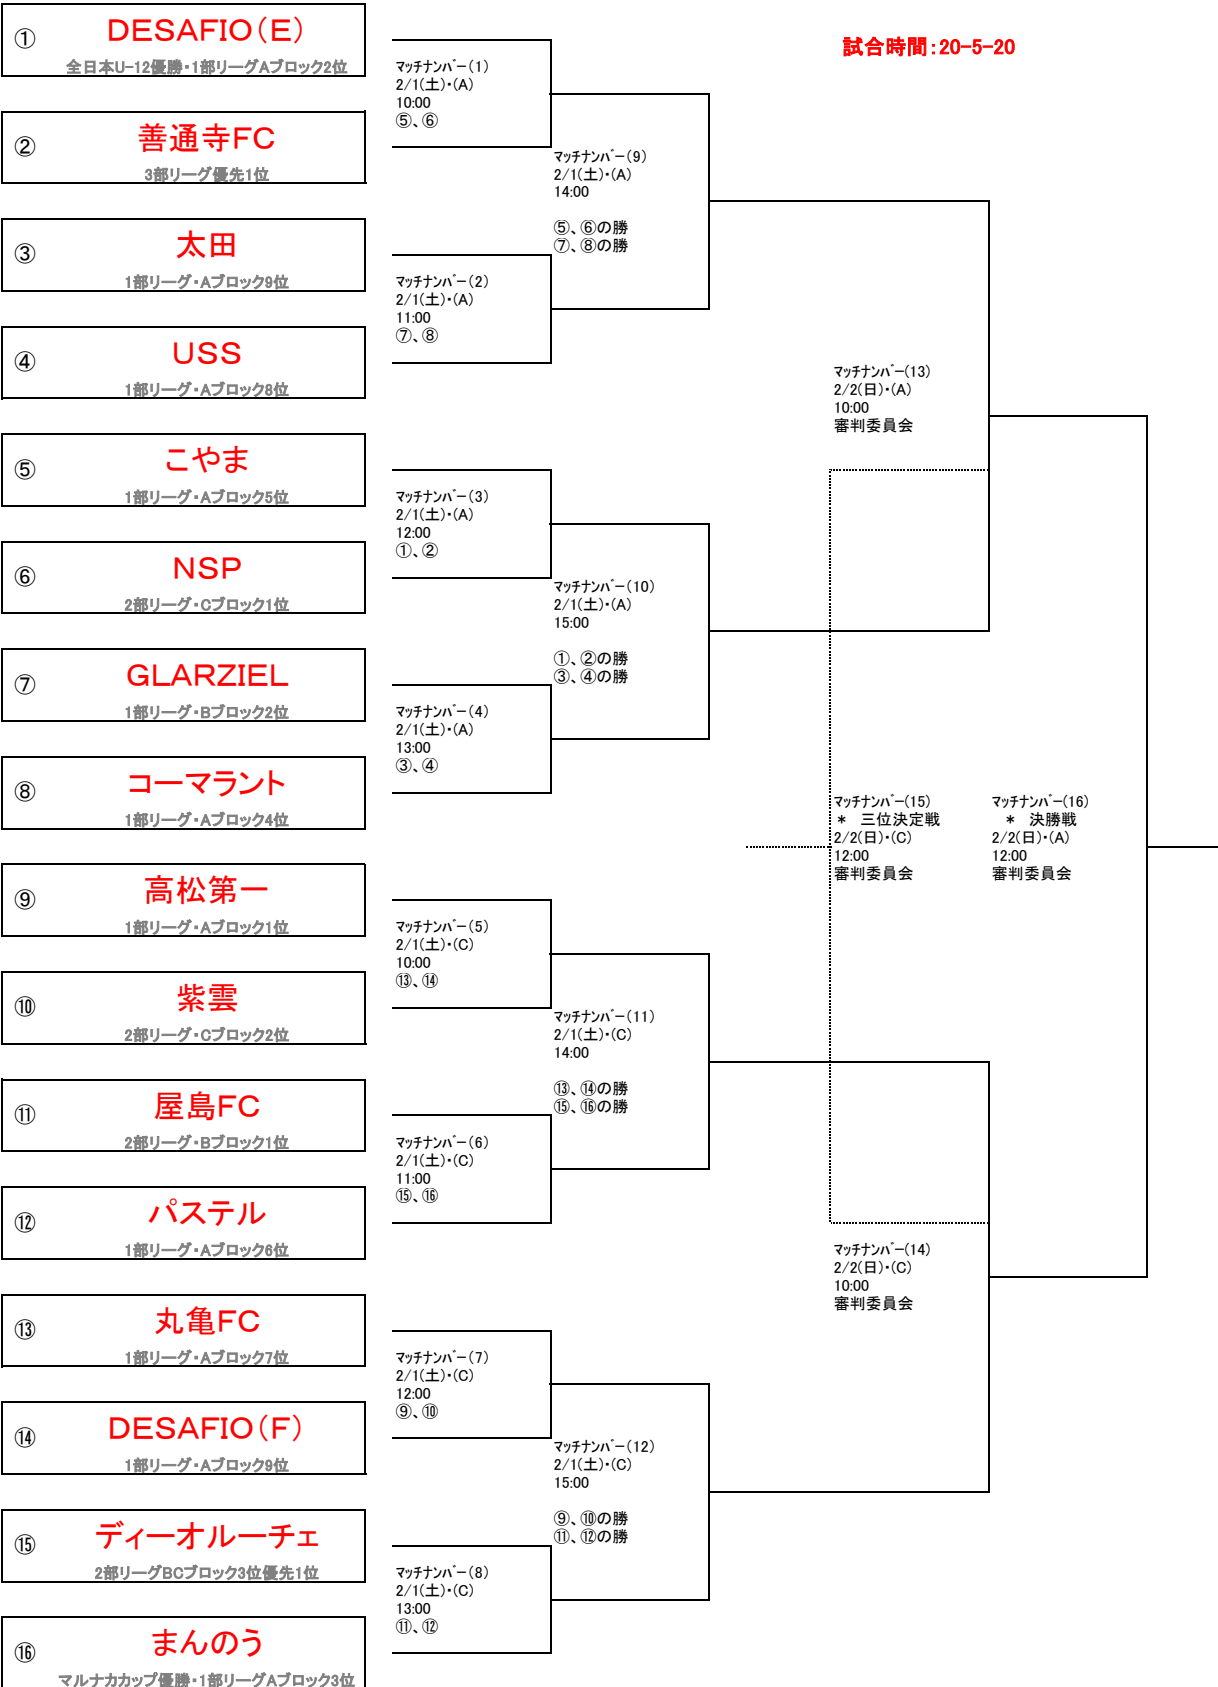 試合時間：20-5-20
① DESAFIO（E）
全日本U-12優勝・1部リーグAブロック2位
② 善通寺FC
3部リーグ優先1位
③ 太田
1部リーグ・Aブロック9位
④ USS
1部リーグ・Aブロック8位
⑤ こやま
1部リーグ・Aブロック5位
⑥ NSP
2部リーグ・Cブロック1位
⑦ GLARZIEL
1部リーグ・Bブロック2位
⑧ コーマラント
1部リーグ・Aブロック4位
⑨ 高松第一
1部リーグ・Aブロック1位
⑩ 紫雲
2部リーグ・Cブロック2位
⑪ 屋島FC
2部リーグ・Bブロック1位
⑫ パステル
1部リーグ・Aブロック6位
⑬ 丸亀FC
1部リーグ・Aブロック7位
⑭ DESAFIO（F）
1部リーグ・Aブロック9位
⑮ ディーオルーチェ
2部リーグBCブロック3位優先1位
⑯ まんのう
マルナカカップ優勝・1部リーグAブロック3位
ﾏｯﾁﾅﾝﾊﾞｰ(1)
2/1(土)・(A)
10:00
⑤、⑥
ﾏｯﾁﾅﾝﾊﾞｰ(2)
2/1(土)・(A)
11:00
⑦、⑧
ﾏｯﾁﾅﾝﾊﾞｰ(3)
2/1(土)・(A)
12:00
①、②
ﾏｯﾁﾅﾝﾊﾞｰ(4)
2/1(土)・(A)
13:00
③、④
ﾏｯﾁﾅﾝﾊﾞｰ(5)
2/1(土)・(C)
10:00
⑬、⑭
ﾏｯﾁﾅﾝﾊﾞｰ(6)
2/1(土)・(C)
11:00
⑮、⑯
ﾏｯﾁﾅﾝﾊﾞｰ(7)
2/1(土)・(C)
12:00
⑨、⑩
ﾏｯﾁﾅﾝﾊﾞｰ(8)
2/1(土)・(C)
13:00
⑪、⑫
ﾏｯﾁﾅﾝﾊﾞｰ(9)
2/1(土)・(A)
14:00
⑤、⑥の勝
⑦、⑧の勝
ﾏｯﾁﾅﾝﾊﾞｰ(10)
2/1(土)・(A)
15:00
①、②の勝
③、④の勝
ﾏｯﾁﾅﾝﾊﾞｰ(11)
2/1(土)・(C)
14:00
⑬、⑭の勝
⑮、⑯の勝
ﾏｯﾁﾅﾝﾊﾞｰ(12)
2/1(土)・(C)
15:00
⑨、⑩の勝
⑪、⑫の勝
ﾏｯﾁﾅﾝﾊﾞｰ(13)
2/2(日)・(A)
10:00
審判委員会
ﾏｯﾁﾅﾝﾊﾞｰ(15)
＊ 三位決定戦
2/2(日)・(C)
12:00
審判委員会
ﾏｯﾁﾅﾝﾊﾞｰ(16)
＊ 決勝戦
2/2(日)・(A)
12:00
審判委員会
ﾏｯﾁﾅﾝﾊﾞｰ(14)
2/2(日)・(C)
10:00
審判委員会